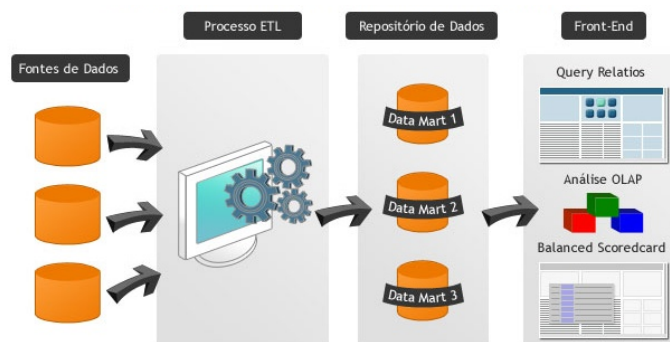 Fontes de Dados
Processo ETL
Repositório de Dados
Front-End
Data Mart 1
Data Mart 2
Data Mart 3
Query Relatios
Análise OLAP
Balanced Scoredcard